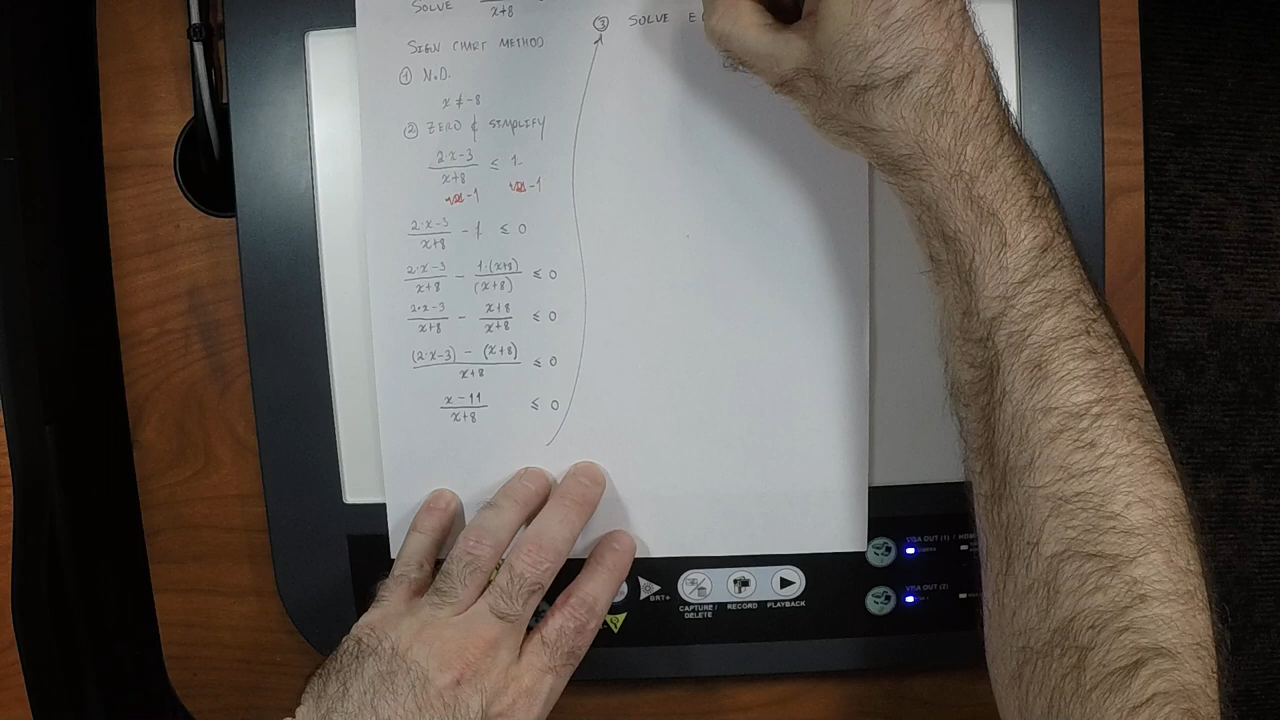 SOLVE
x+8
SIGN CHART METHOD
① N.D.
x ≠ -8
② ZERO & SIMPLIFY
2·x-3 / x+8 ≤ 1
-1 -1
2·x-3 / x+8 - 1 ≤ 0
2·x-3 / x+8 - 1·(x+8) / (x+8) ≤ 0
2·x-3 / x+8 - x+8 / x+8 ≤ 0
(2·x-3) - (x+8) / x+8 ≤ 0
x-11 / x+8 ≤ 0
③ SOLVE E
BRT+
CAPTURE / DELETE
RECORD
PLAYBACK
VGA OUT (1) / HDM
VGA OUT (2)